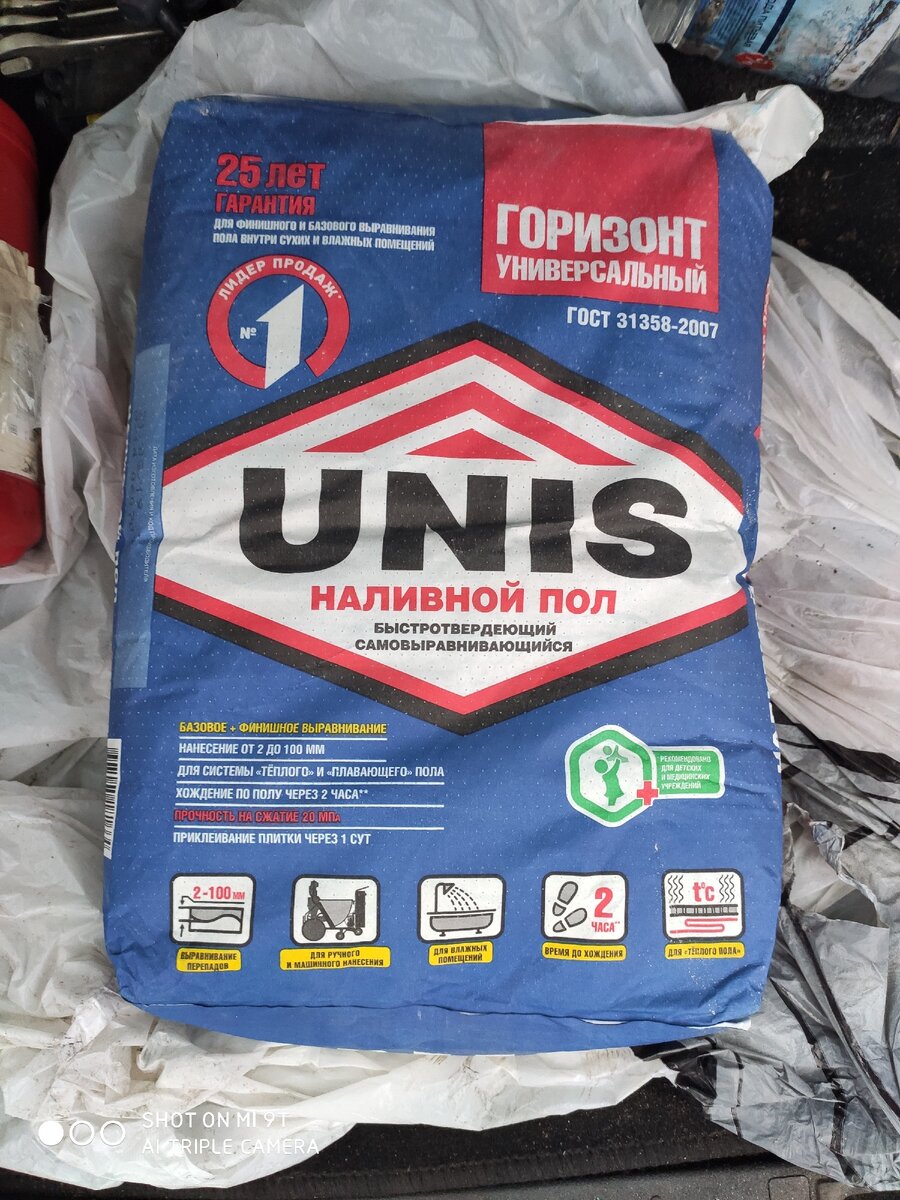 25 лет
ГАРАНТИЯ
ДЛЯ ФИНИШНОГО И БАЗОВОГО ВЫРАВНИВАНИЯ
ПОЛА ВНУТРИ СУХИХ И ВЛАЖНЫХ ПОМЕЩЕНИЙ
ЛИДЕР ПРОДАЖ*
№1
ГОРИЗОНТ
УНИВЕРСАЛЬНЫЙ
ГОСТ 31358-2007
UNIS
НАЛИВНОЙ ПОЛ
БЫСТРОТВЕРДЕЮЩИЙ
САМОВЫРАВНИВАЮЩИЙСЯ
БАЗОВОЕ + ФИНИШНОЕ ВЫРАВНИВАНИЕ
НАНЕСЕНИЕ ОТ 2 ДО 100 ММ
ДЛЯ СИСТЕМЫ «ТЁПЛОГО» И «ПЛАВАЮЩЕГО» ПОЛА
ХОЖДЕНИЕ ПО ПОЛУ ЧЕРЕЗ 2 ЧАСА**
ПРОЧНОСТЬ НА СЖАТИЕ 20 МПа
ПРИКЛЕИВАНИЕ ПЛИТКИ ЧЕРЕЗ 1 СУТ
РЕКОМЕНДОВАНО
ДЛЯ ДЕТСКИХ
И МЕДИЦИНСКИХ
УЧРЕЖДЕНИЙ
2-100 мм
ВЫРАВНИВАНИЕ
ПЕРЕПАДОВ
ДЛЯ РУЧНОГО
И МАШИННОГО НАНЕСЕНИЯ
ДЛЯ ВЛАЖНЫХ
ПОМЕЩЕНИЙ
2
ЧАСА**
ВРЕМЯ ДО ХОЖДЕНИЯ
t°C
ДЛЯ «ТЁПЛОГО ПОЛА»
SHOT ON MI 9T
AI TRIPLE CAMERA